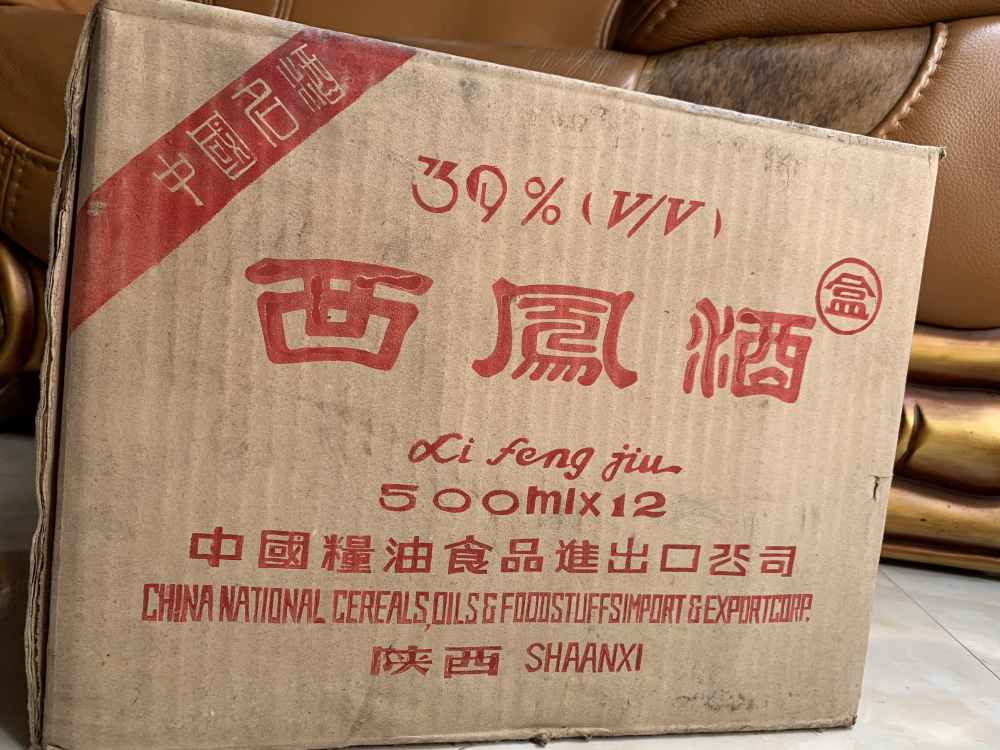 中國名酒
39%(V/V)
西鳳酒 盒
Xi feng jiu
500mlx12
中國糧油食品進出口公司
CHINA NATIONAL CEREALS,OILS & FOODSTUFFS IMPORT & EXPORT CORP.
陕西 SHAANXI